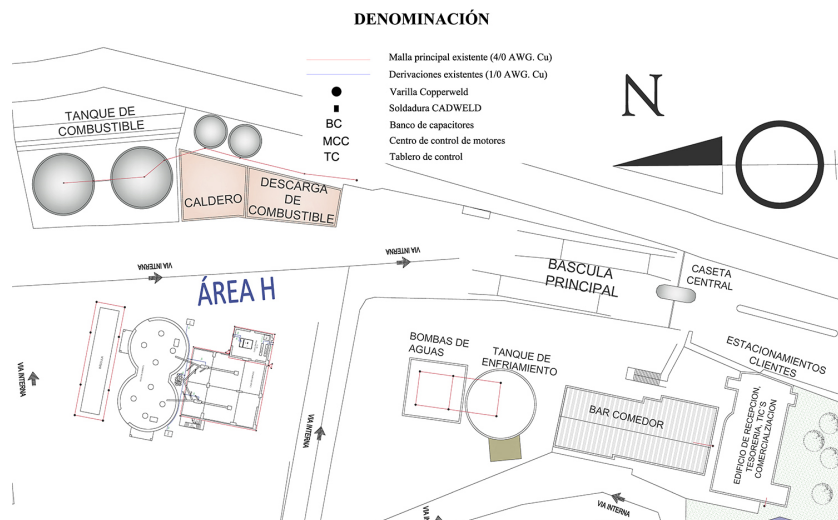 DENOMINACIÓN
Malla principal existente (4/0 AWG. Cu)
Derivaciones existentes (1/0 AWG. Cu)
Varilla Copperweld
Soldadura CADWELD
BC Banco de capacitores
MCC Centro de control de motores
TC Tablero de control
N
TANQUE DE
COMBUSTIBLE
CALDERO
DESCARGA
DE
COMBUSTIBLE
VIA INTERNA
VIA INTERNA
ÁREA H
BASCULA
PRINCIPAL
CASETA
CENTRAL
ESTACIONAMIENTOS
CLIENTES
BOMBAS DE
AGUAS
TANQUE DE
ENFRIAMIENTO
VIA INTERNA
VIA INTERNA
BAR COMEDOR
EDIFICIO DE RECEPCION,
TESORERIA, TIC'S
COMERCIALZIACION
VIA INTERNA
VIA INTERNA